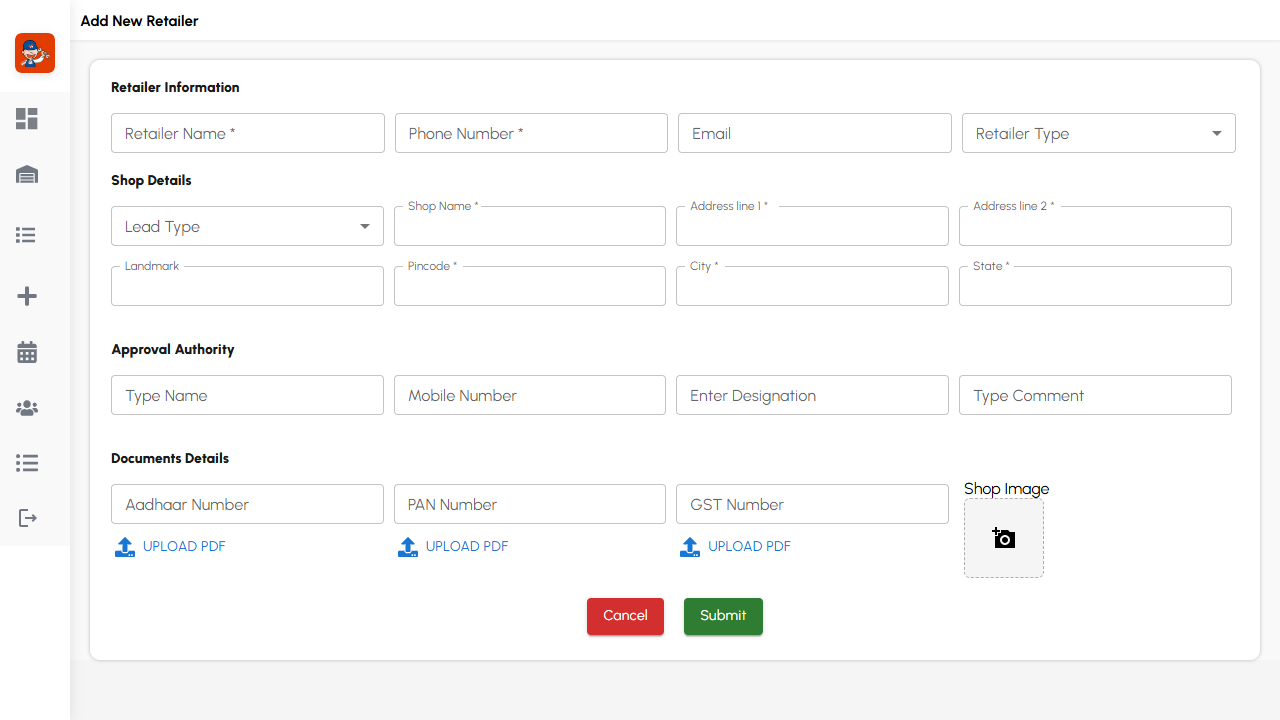 Add New Retailer
Retailer Information
Retailer Name *
Phone Number *
Email
Retailer Type
Shop Details
Lead Type
Shop Name *
Address line 1 *
Address line 2 *
Landmark
Pincode *
City *
State *
Approval Authority
Type Name
Mobile Number
Enter Designation
Type Comment
Documents Details
Aadhaar Number
PAN Number
GST Number
Shop Image
UPLOAD PDF
UPLOAD PDF
UPLOAD PDF
Cancel
Submit